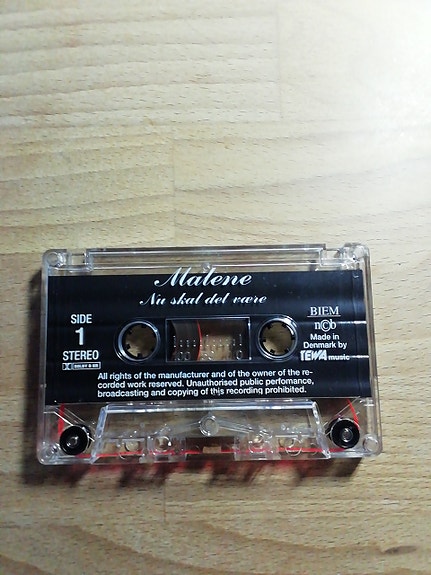 Malene
Nu skal det være
SIDE
1
STEREO
DOLBY B NR
BIEM
n©b
Made in
Denmark by
TEWA music
All rights of the manufacturer and of the owner of the re-
corded work reserved. Unauthorised public perfomance,
broadcasting and copying of this recording prohibited.